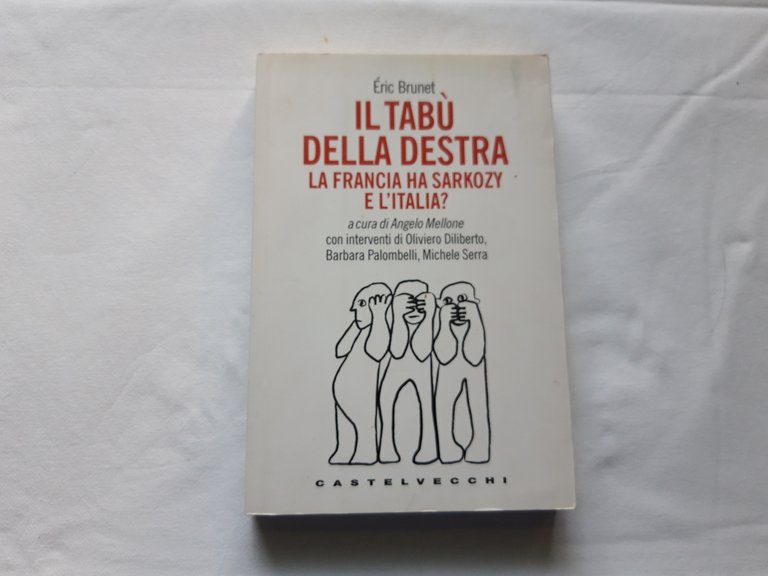 Éric Brunet
IL TABÙ
DELLA DESTRA
LA FRANCIA HA SARKOZY
E L'ITALIA?
a cura di Angelo Mellone
con interventi di Oliviero Diliberto,
Barbara Palombelli, Michele Serra
CASTELVECCHI